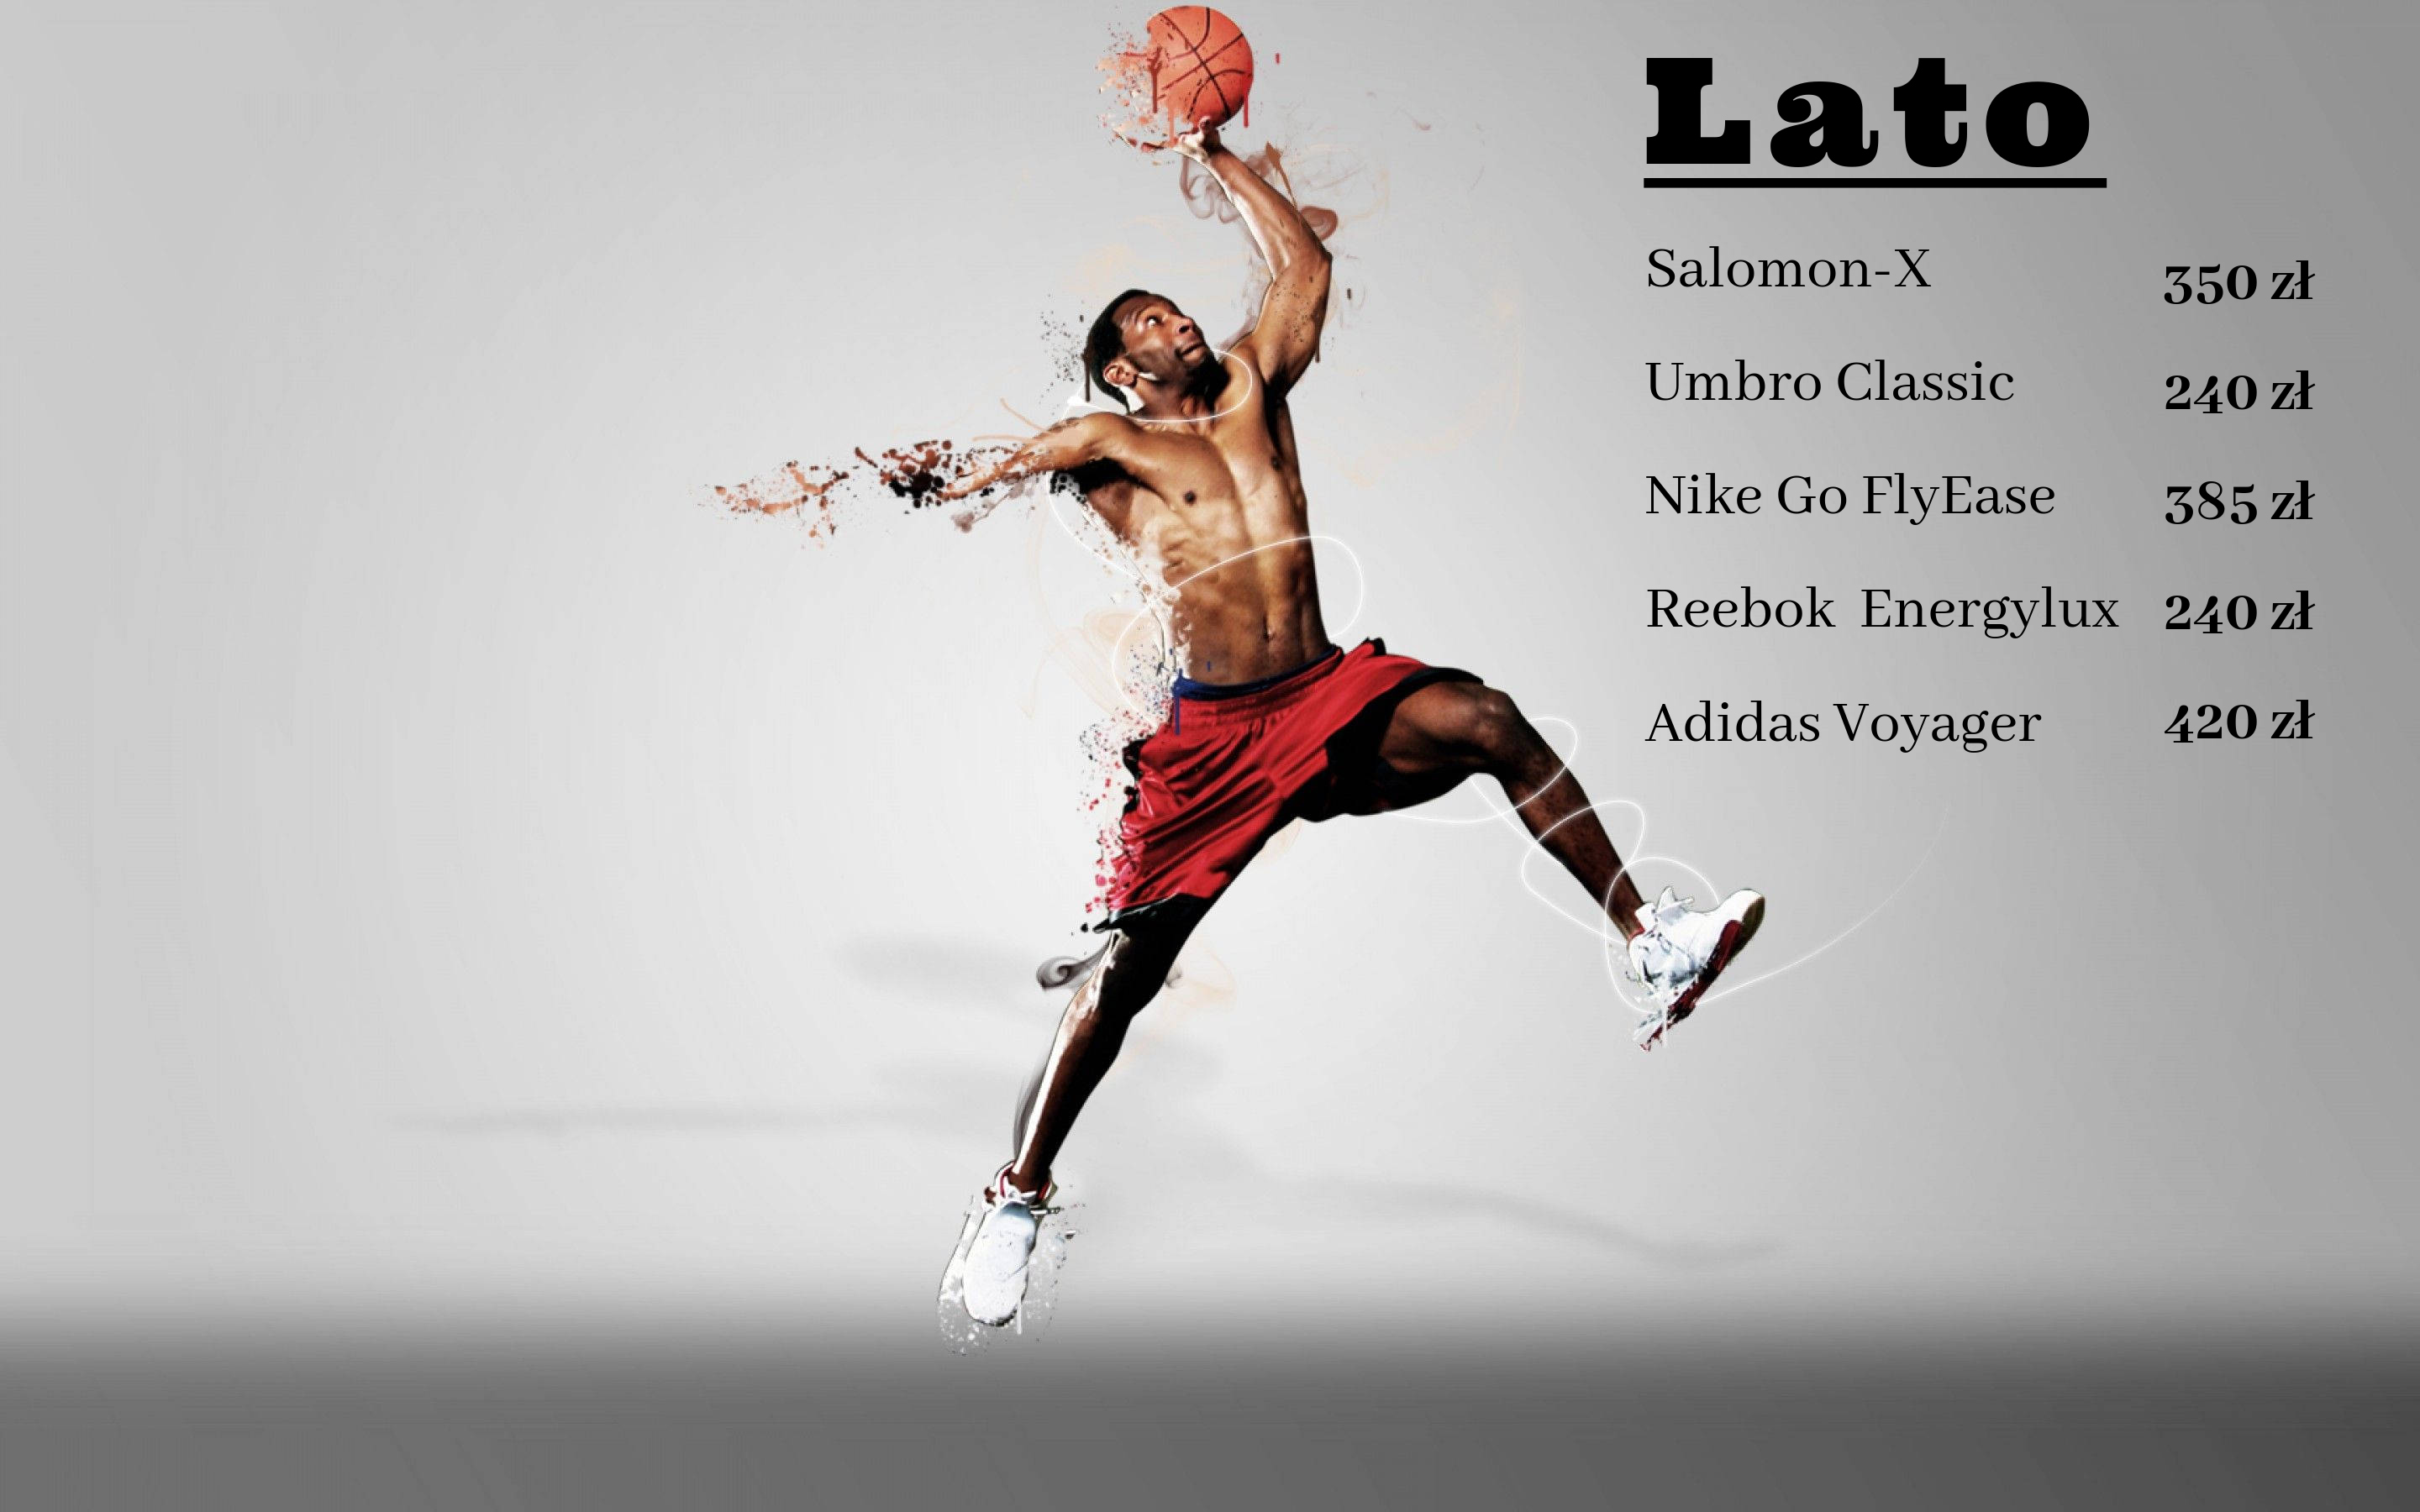 Lato
Salomon-X 350 zł
Umbro Classic 240 zł
Nike Go FlyEase 385 zł
Reebok Energylux 240 zł
Adidas Voyager 420 zł